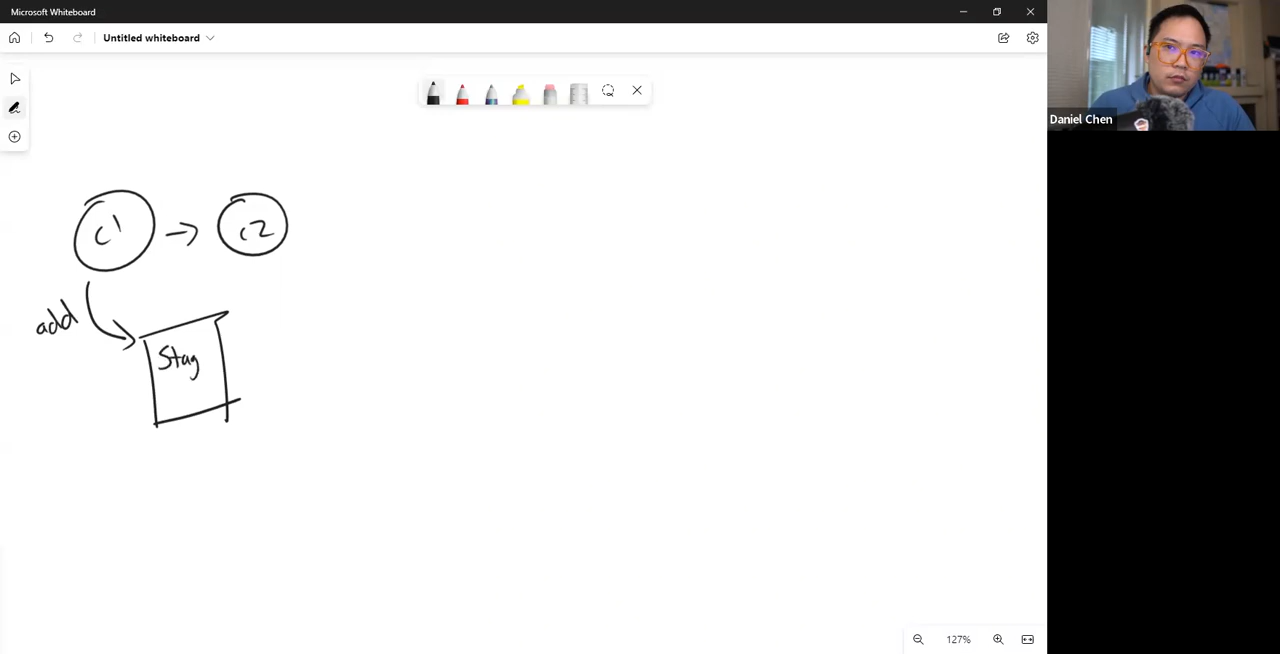 Microsoft Whiteboard
Untitled whiteboard
Daniel Chen
c1 → c2
add
Stag
127%